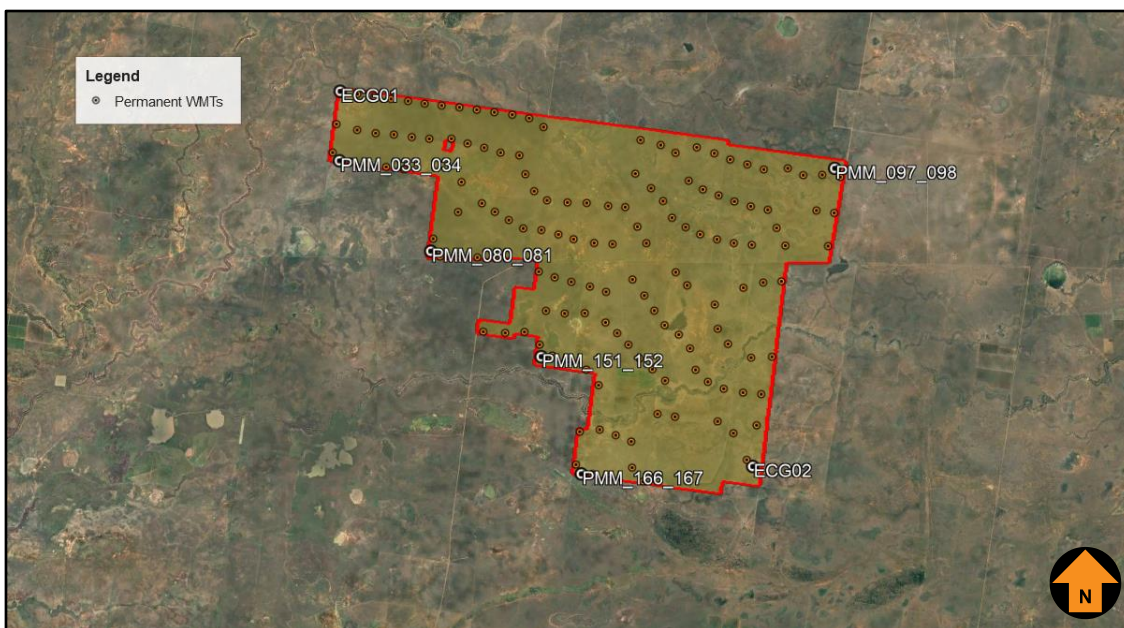 Legend
Permanent WMTs
ECG01
PMM_033_034
PMM_097_098
PMM_080_081
PMM_151_152
ECG02
PMM_166_167
N